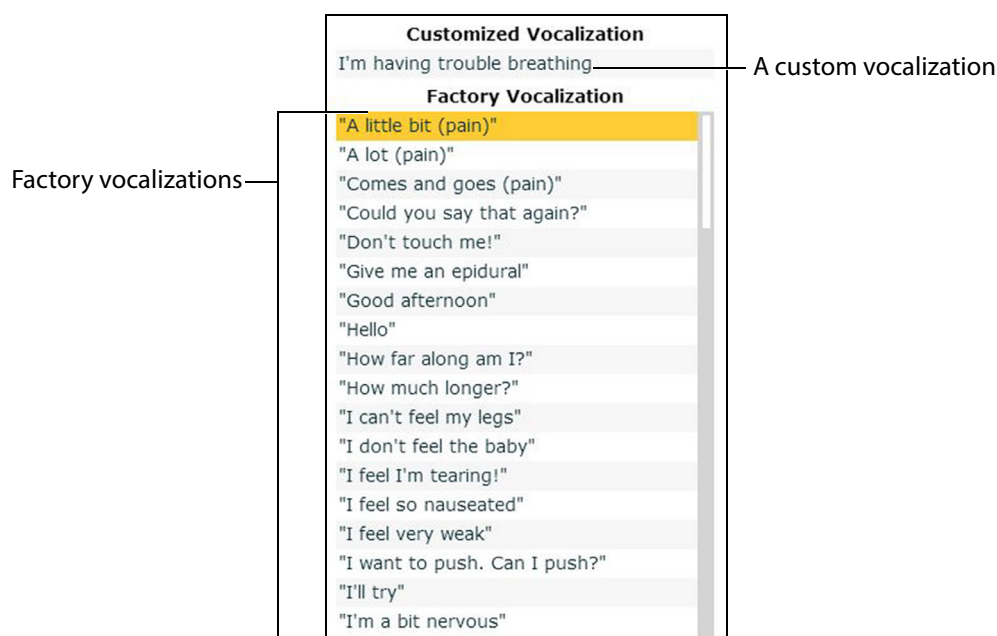 Customized Vocalization
I'm having trouble breathing
A custom vocalization
Factory Vocalization
Factory vocalizations
"A little bit (pain)"
"A lot (pain)"
"Comes and goes (pain)"
"Could you say that again?"
"Don't touch me!"
"Give me an epidural"
"Good afternoon"
"Hello"
"How far along am I?"
"How much longer?"
"I can't feel my legs"
"I don't feel the baby"
"I feel I'm tearing!"
"I feel so nauseated"
"I feel very weak"
"I want to push. Can I push?"
"I'll try"
"I'm a bit nervous"